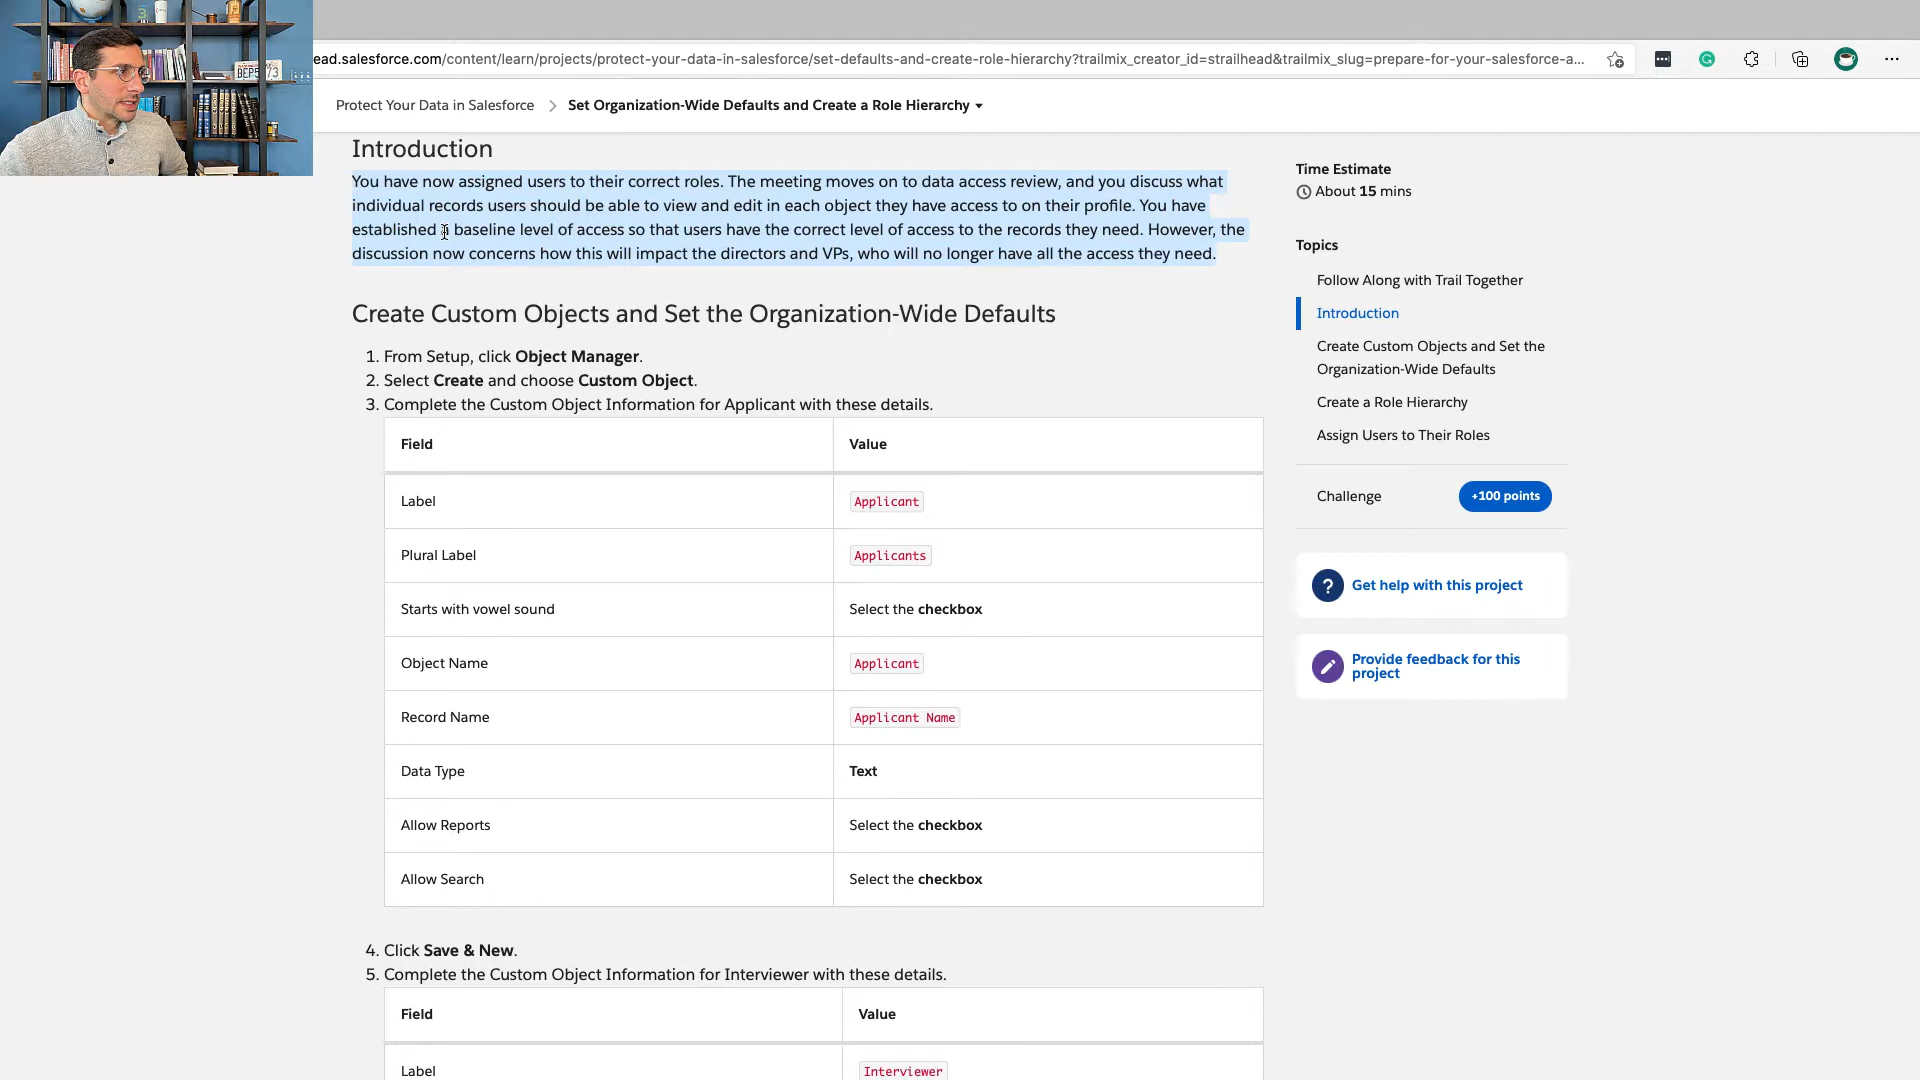 ead.salesforce.com/content/learn/projects/protect-your-data-in-salesforce/set-defaults-and-create-role-hierarchy?trailmix_creator_id=strailhead&trailmix_slug=prepare-for-your-salesforce-a...
Protect Your Data in Salesforce
Set Organization-Wide Defaults and Create a Role Hierarchy
Introduction
You have now assigned users to their correct roles. The meeting moves on to data access review, and you discuss what
individual records users should be able to view and edit in each object they have access to on their profile. You have
established a baseline level of access so that users have the correct level of access to the records they need. However, the
discussion now concerns how this will impact the directors and VPs, who will no longer have all the access they need.
Create Custom Objects and Set the Organization-Wide Defaults
1. From Setup, click Object Manager.
2. Select Create and choose Custom Object.
3. Complete the Custom Object Information for Applicant with these details.
Field Value
Label Applicant
Plural Label Applicants
Starts with vowel sound Select the checkbox
Object Name Applicant
Record Name Applicant Name
Data Type Text
Allow Reports Select the checkbox
Allow Search Select the checkbox
4. Click Save & New.
5. Complete the Custom Object Information for Interviewer with these details.
Field Value
Label Interviewer
Time Estimate
About 15 mins
Topics
Follow Along with Trail Together
Introduction
Create Custom Objects and Set the
Organization-Wide Defaults
Create a Role Hierarchy
Assign Users to Their Roles
Challenge +100 points
? Get help with this project
Provide feedback for this
project